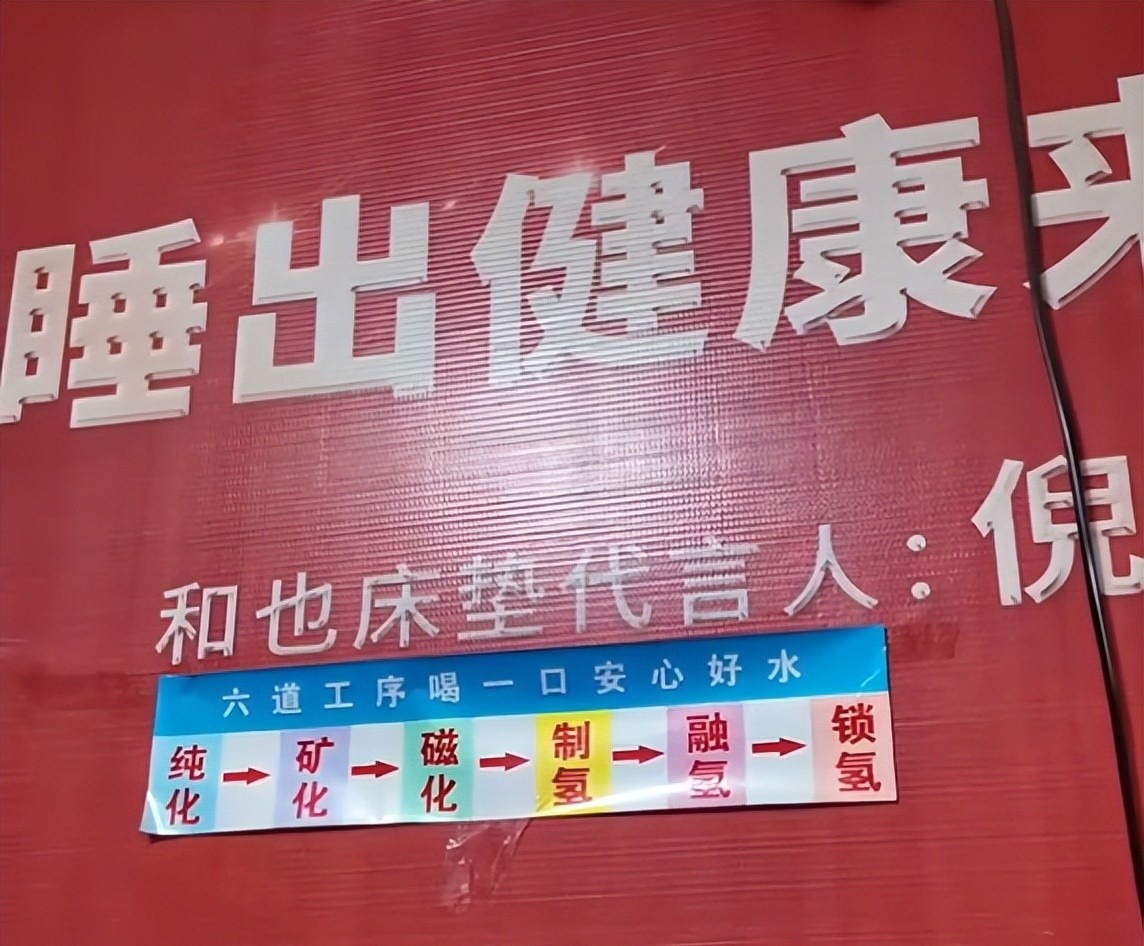 睡出健康来
和也床垫代言人：倪
六道工序喝一口安心好水
纯化→矿化→磁化→制氢→融氢→锁氢